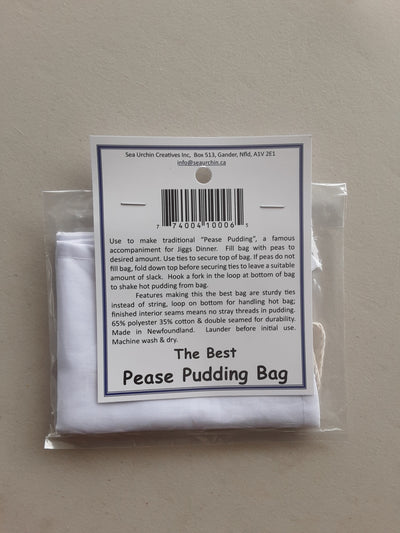 Sea Urchin Creatives Inc, Box 513, Gander, Nfld, A1V 2E1
info@seaurchin.ca
7 74004 10006 5
Use to make traditional "Pease Pudding", a famous
accompaniment for Jiggs Dinner. Fill bag with peas to
desired amount. Use ties to secure top of bag. If peas do not
fill bag, fold down top before securing ties to leave a suitable
amount of slack. Hook a fork in the loop at bottom of bag
to shake hot pudding from bag.
Features making this the best bag are sturdy ties
instead of string, loop on bottom for handling hot bag;
finished interior seams means no stray threads in pudding.
65% polyester 35% cotton & double seamed for durability.
Made in Newfoundland. Launder before initial use.
Machine wash & dry.
The Best
Pease Pudding Bag